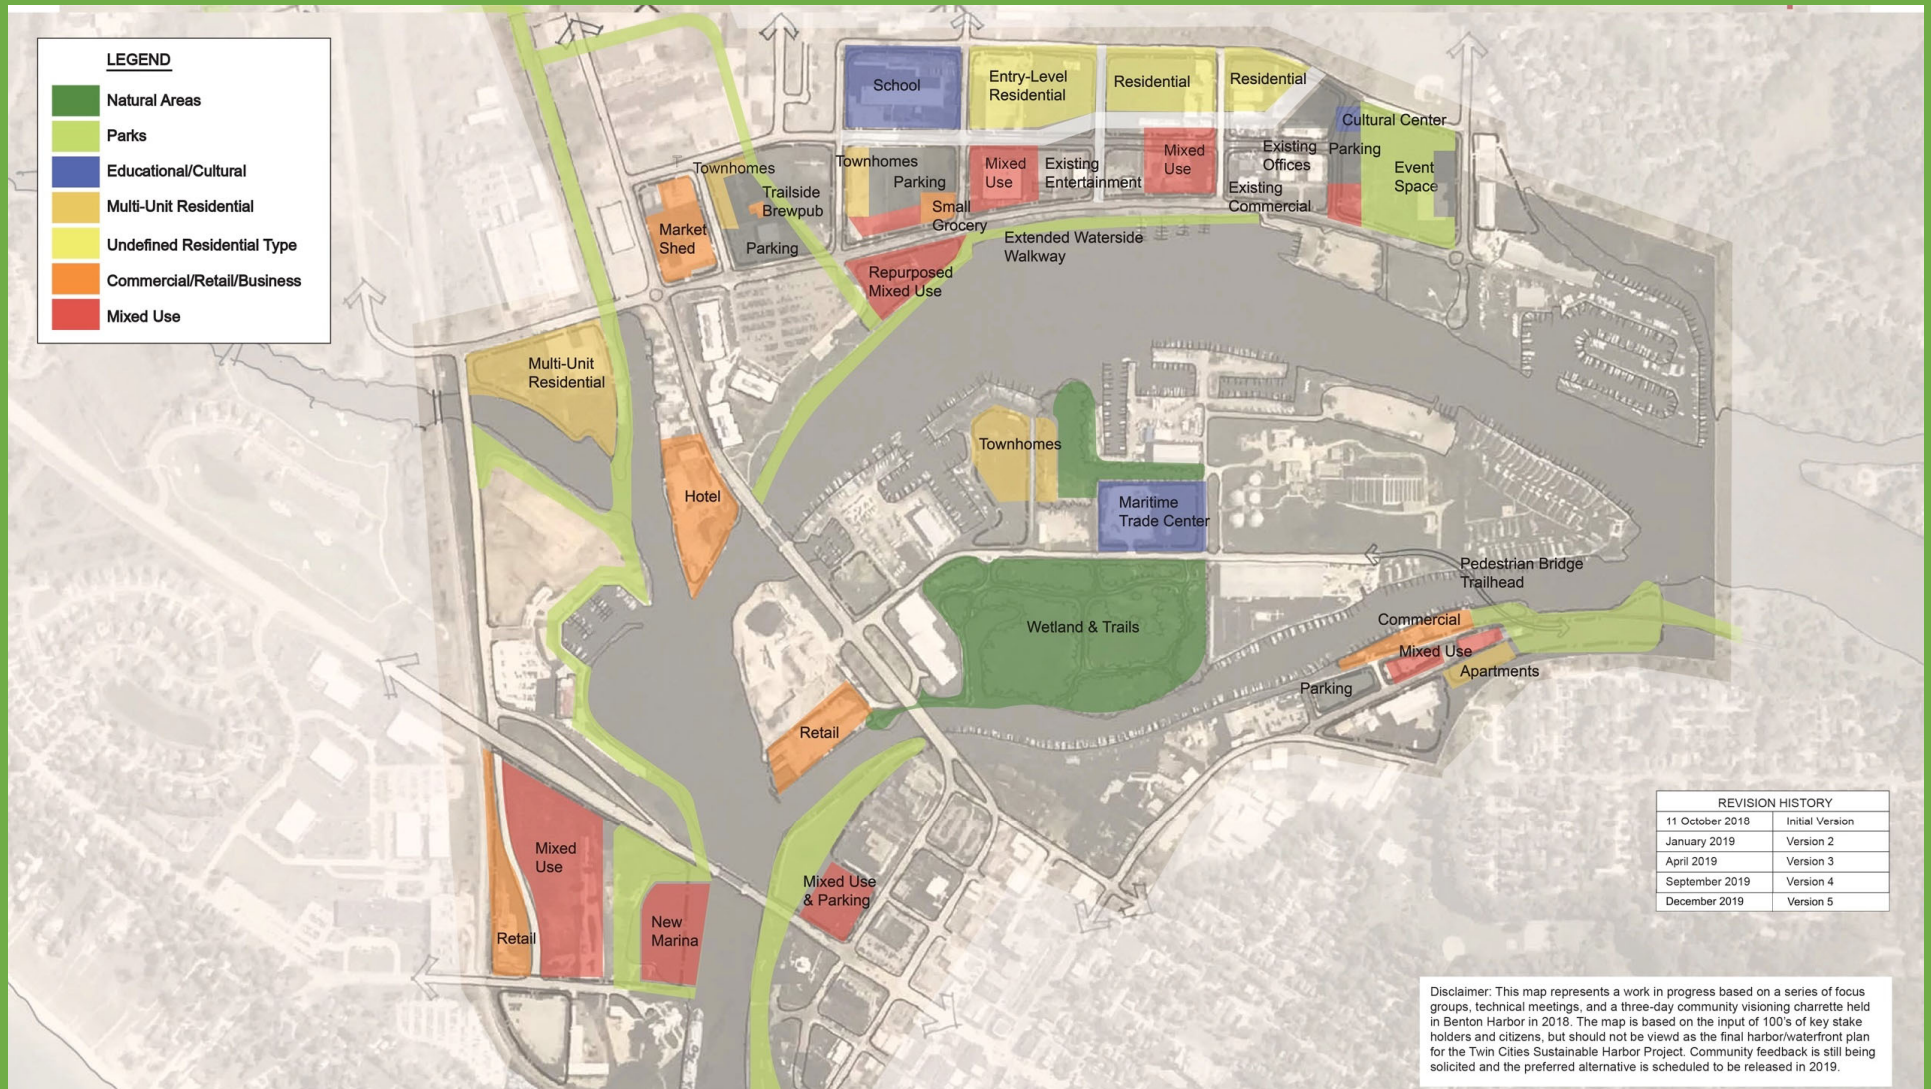 LEGEND
Natural Areas
Parks
Educational/Cultural
Multi-Unit Residential
Undefined Residential Type
Commercial/Retail/Business
Mixed Use
School
Entry-Level
Residential
Residential
Residential
Cultural Center
Townhomes
Trailside
Brewpub
Parking
Market
Shed
Townhomes
Parking
Small
Grocery
Mixed
Use
Existing
Entertainment
Mixed
Use
Existing
Offices
Parking
Existing
Commercial
Event
Space
Extended Waterside
Walkway
Repurposed
Mixed Use
Multi-Unit
Residential
Hotel
Townhomes
Maritime
Trade Center
Pedestrian Bridge
Trailhead
Wetland & Trails
Commercial
Mixed Use
Apartments
Parking
Retail
Mixed
Use
Retail
New
Marina
Mixed Use
& Parking
REVISION HISTORY
11 October 2018 Initial Version
January 2019 Version 2
April 2019 Version 3
September 2019 Version 4
December 2019 Version 5
Disclaimer: This map represents a work in progress based on a series of focus
groups, technical meetings, and a three-day community visioning charrette held
in Benton Harbor in 2018. The map is based on the input of 100's of key stake
holders and citizens, but should not be viewd as the final harbor/waterfront plan
for the Twin Cities Sustainable Harbor Project. Community feedback is still being
solicited and the preferred alternative is scheduled to be released in 2019.